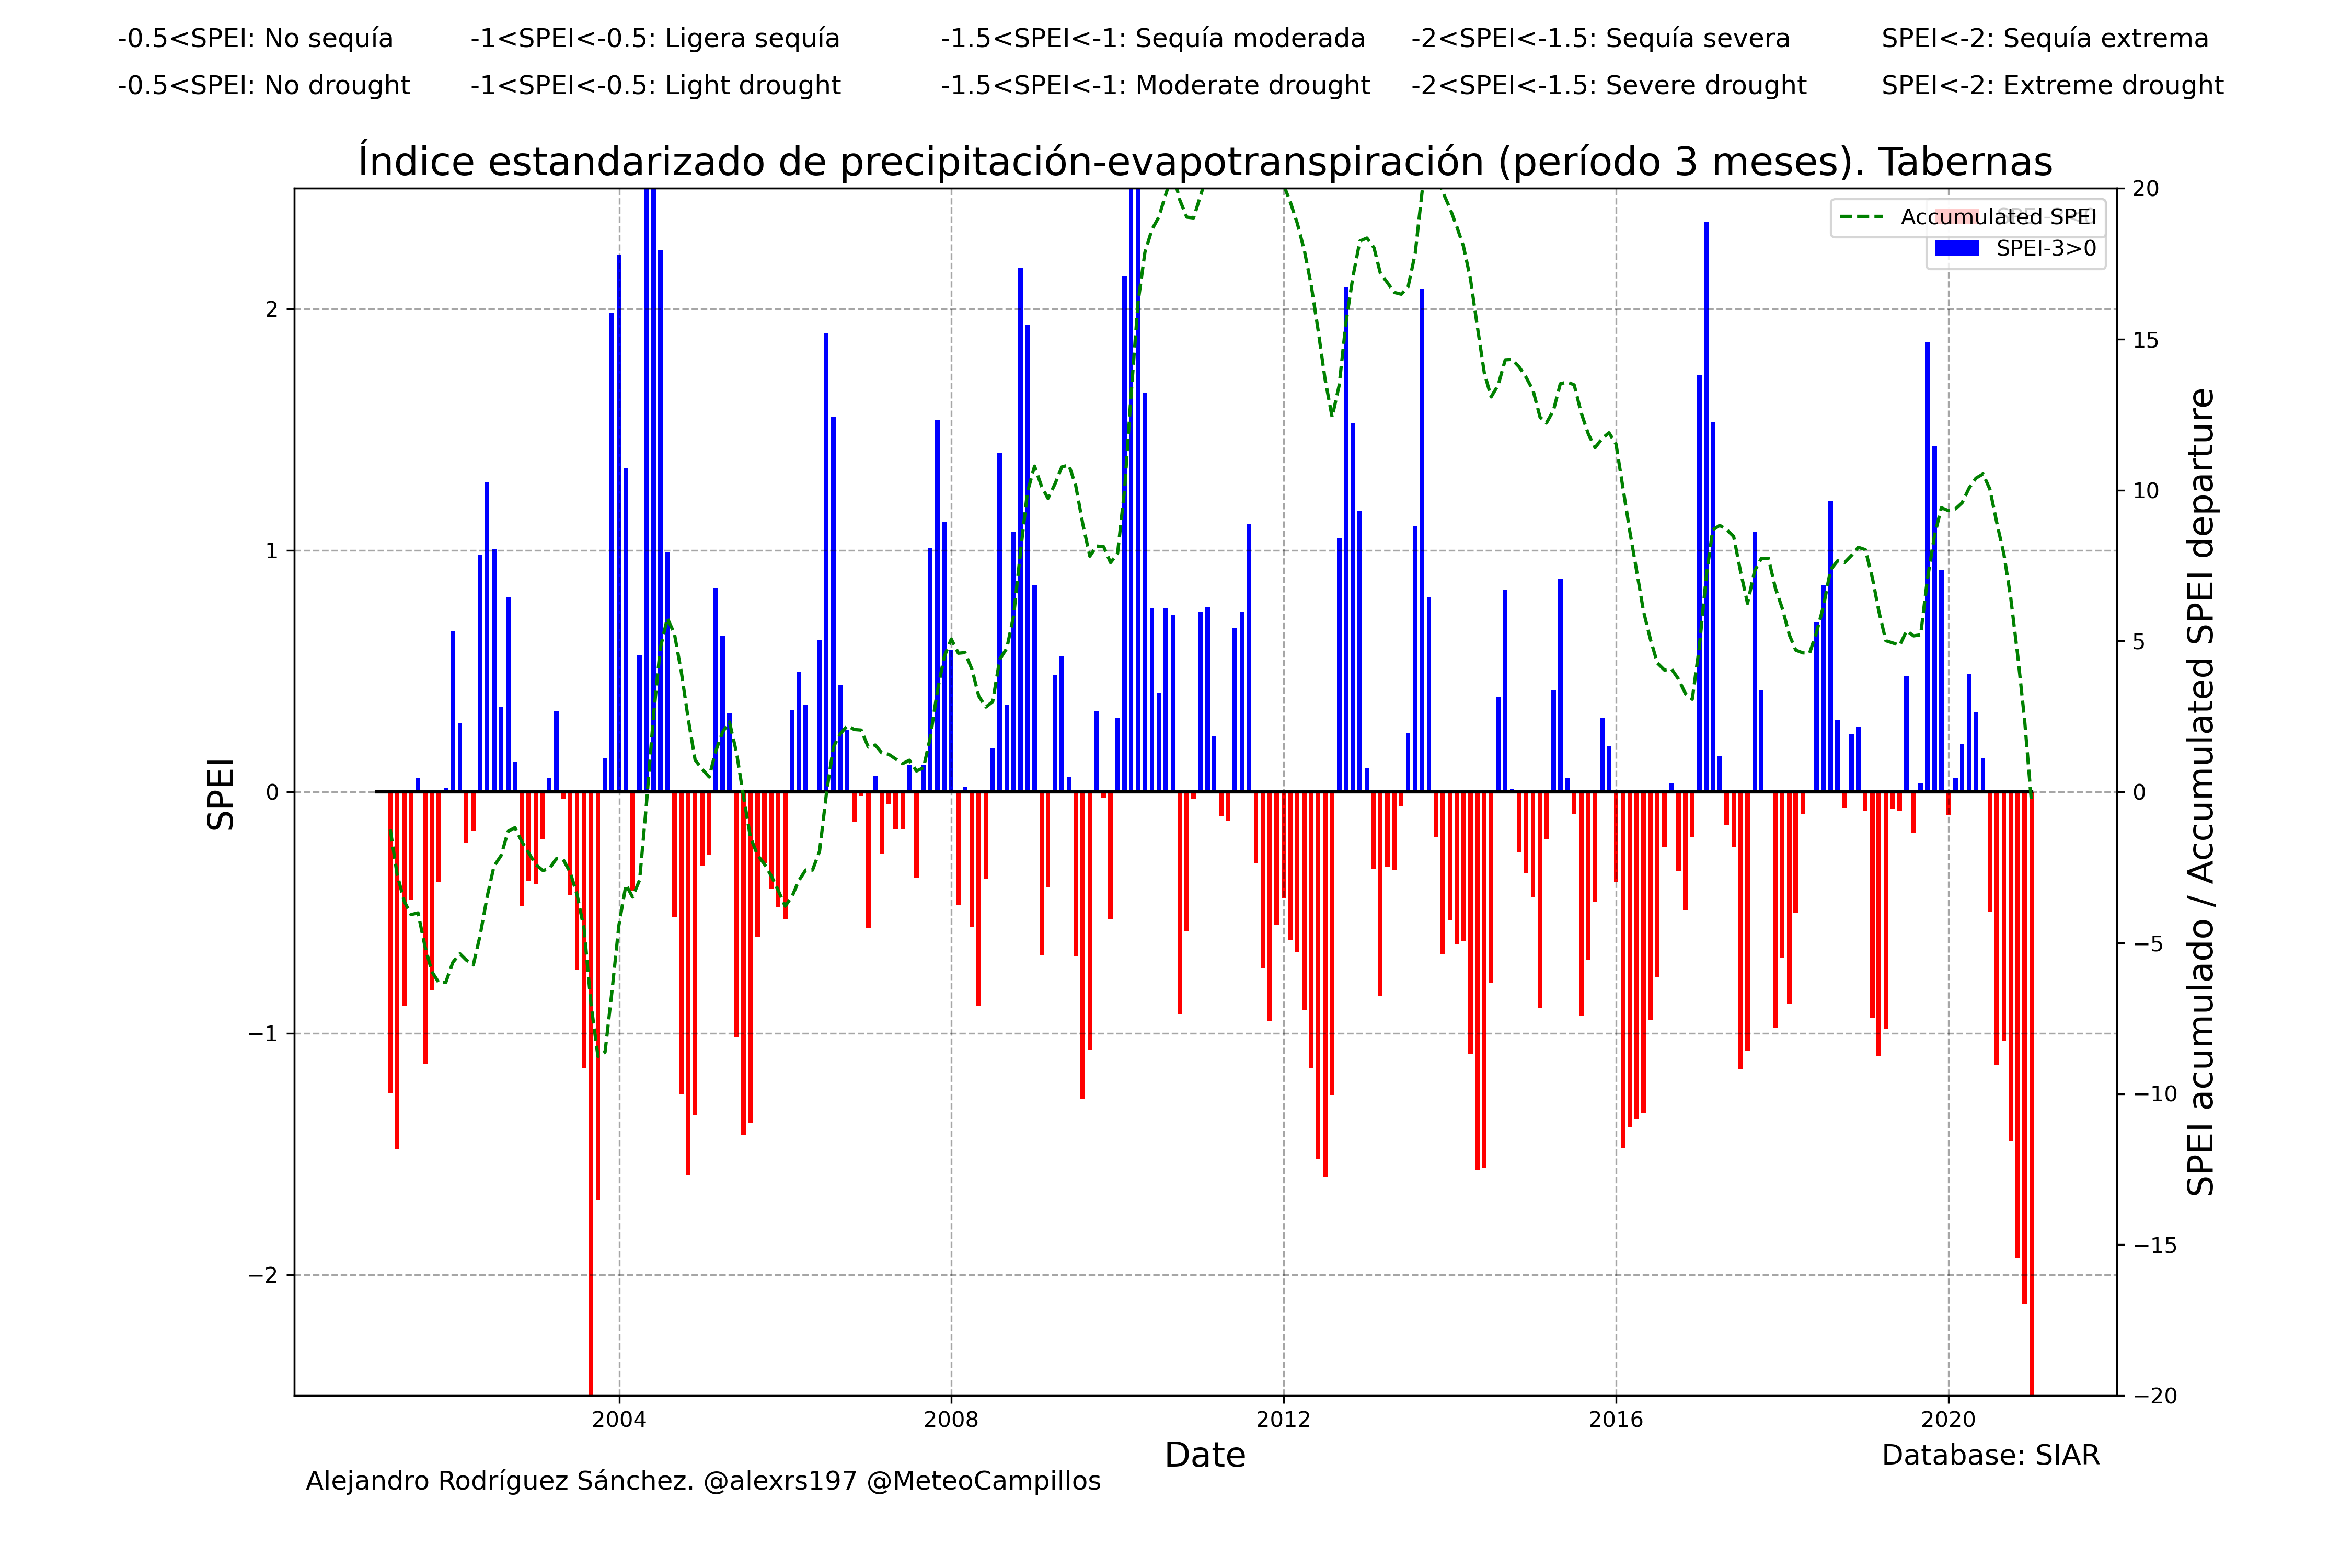 -0.5<SPEI: No sequía -1<SPEI<-0.5: Ligera sequía -1.5<SPEI<-1: Sequía moderada -2<SPEI<-1.5: Sequía severa SPEI<-2: Sequía extrema
-0.5<SPEI: No drought -1<SPEI<-0.5: Light drought -1.5<SPEI<-1: Moderate drought -2<SPEI<-1.5: Severe drought SPEI<-2: Extreme drought
Índice estandarizado de precipitación-evapotranspiración (período 3 meses). Tabernas
Accumulated SPEI
SPEI-3>0
SPEI
2
1
0
−1
−2
20
15
10
5
0
−5
−10
−15
−20
SPEI acumulado / Accumulated SPEI departure
2004 2008 2012 2016 2020
Date
Database: SIAR
Alejandro Rodríguez Sánchez. @alexrs197 @MeteoCampillos